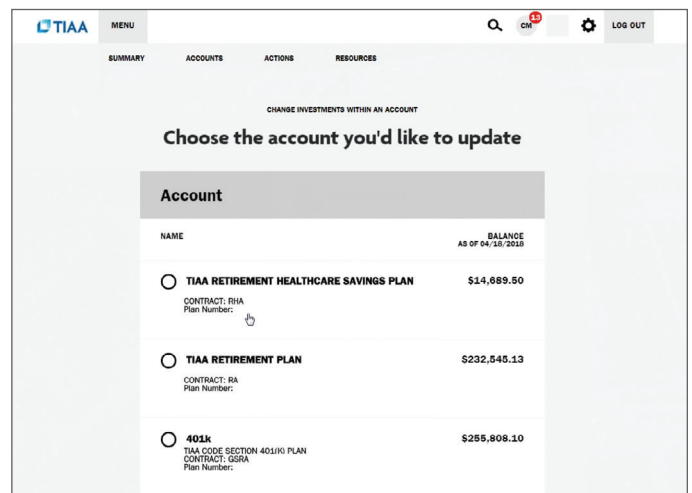 TIAA MENU CM 13 LOG OUT
SUMMARY ACCOUNTS ACTIONS RESOURCES
CHANGE INVESTMENTS WITHIN AN ACCOUNT
Choose the account you'd like to update
Account
NAME BALANCE
AS OF 04/18/2018
TIAA RETIREMENT HEALTHCARE SAVINGS PLAN $14,689.50
CONTRACT: RHA
Plan Number:
TIAA RETIREMENT PLAN $232,545.13
CONTRACT: RA
Plan Number:
401k $255,808.10
TIAA CODE SECTION 401(K) PLAN
CONTRACT: GSRA
Plan Number: